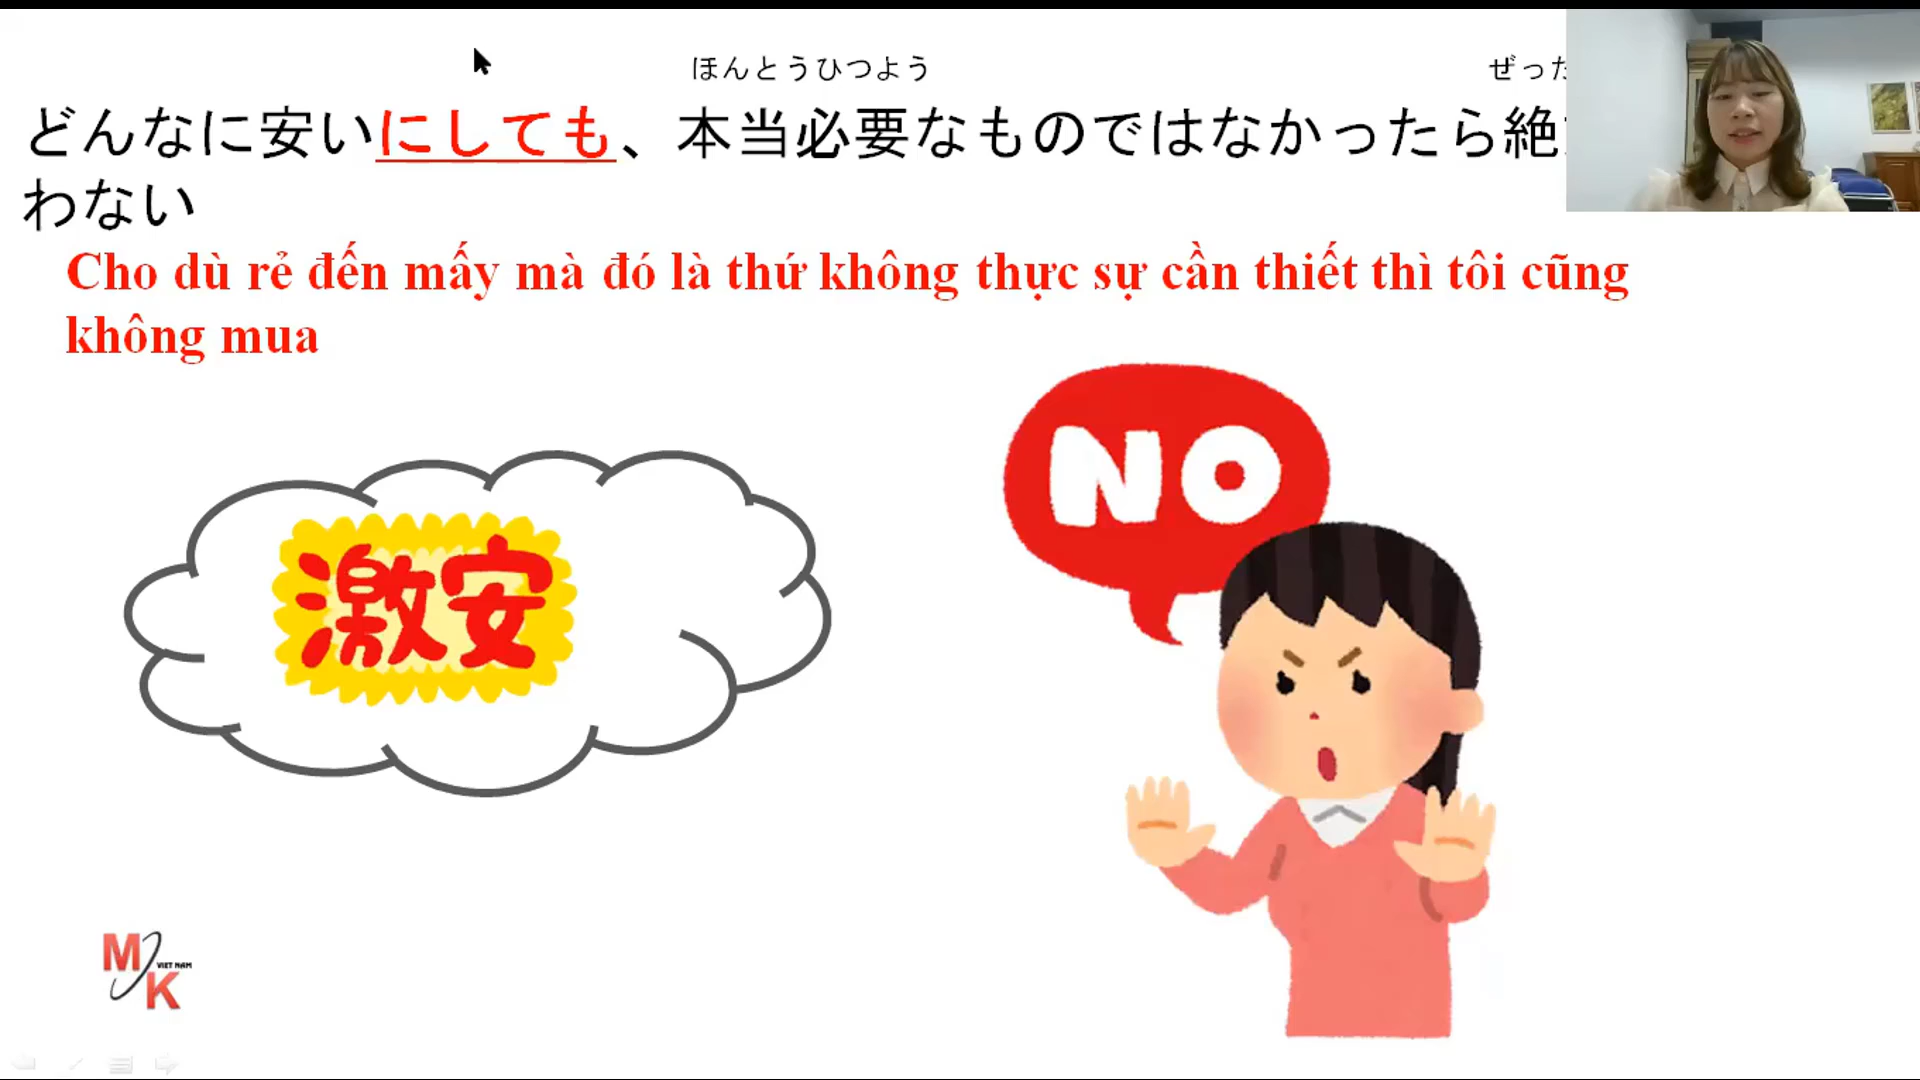 ほんとうひつよう ぜった
どんなに安いにしても、本当必要なものではなかったら絶
わない
Cho dù rẻ đến mấy mà đó là thứ không thực sự cần thiết thì tôi cũng
không mua
NO
激安
M VIET NAM
K